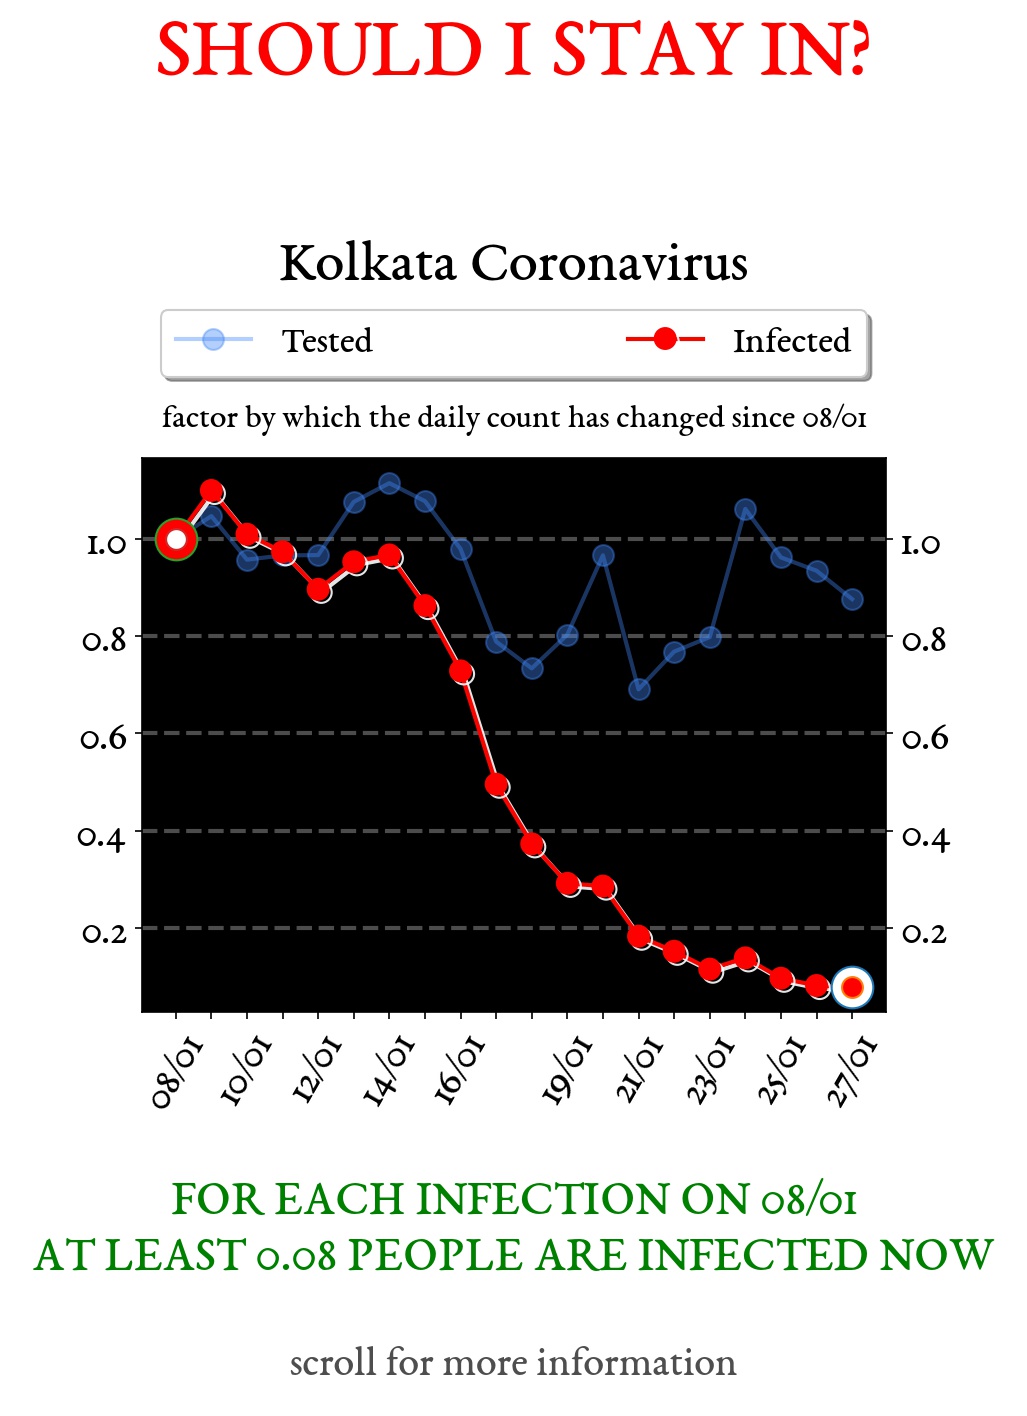 SHOULD I STAY IN?
Kolkata Coronavirus
Tested Infected
factor by which the daily count has changed since 08/01
1.0 1.0
0.8 0.8
0.6 0.6
0.4 0.4
0.2 0.2
08/01 10/01 12/01 14/01 16/01 19/01 21/01 23/01 25/01 27/01
FOR EACH INFECTION ON 08/01
AT LEAST 0.08 PEOPLE ARE INFECTED NOW
scroll for more information